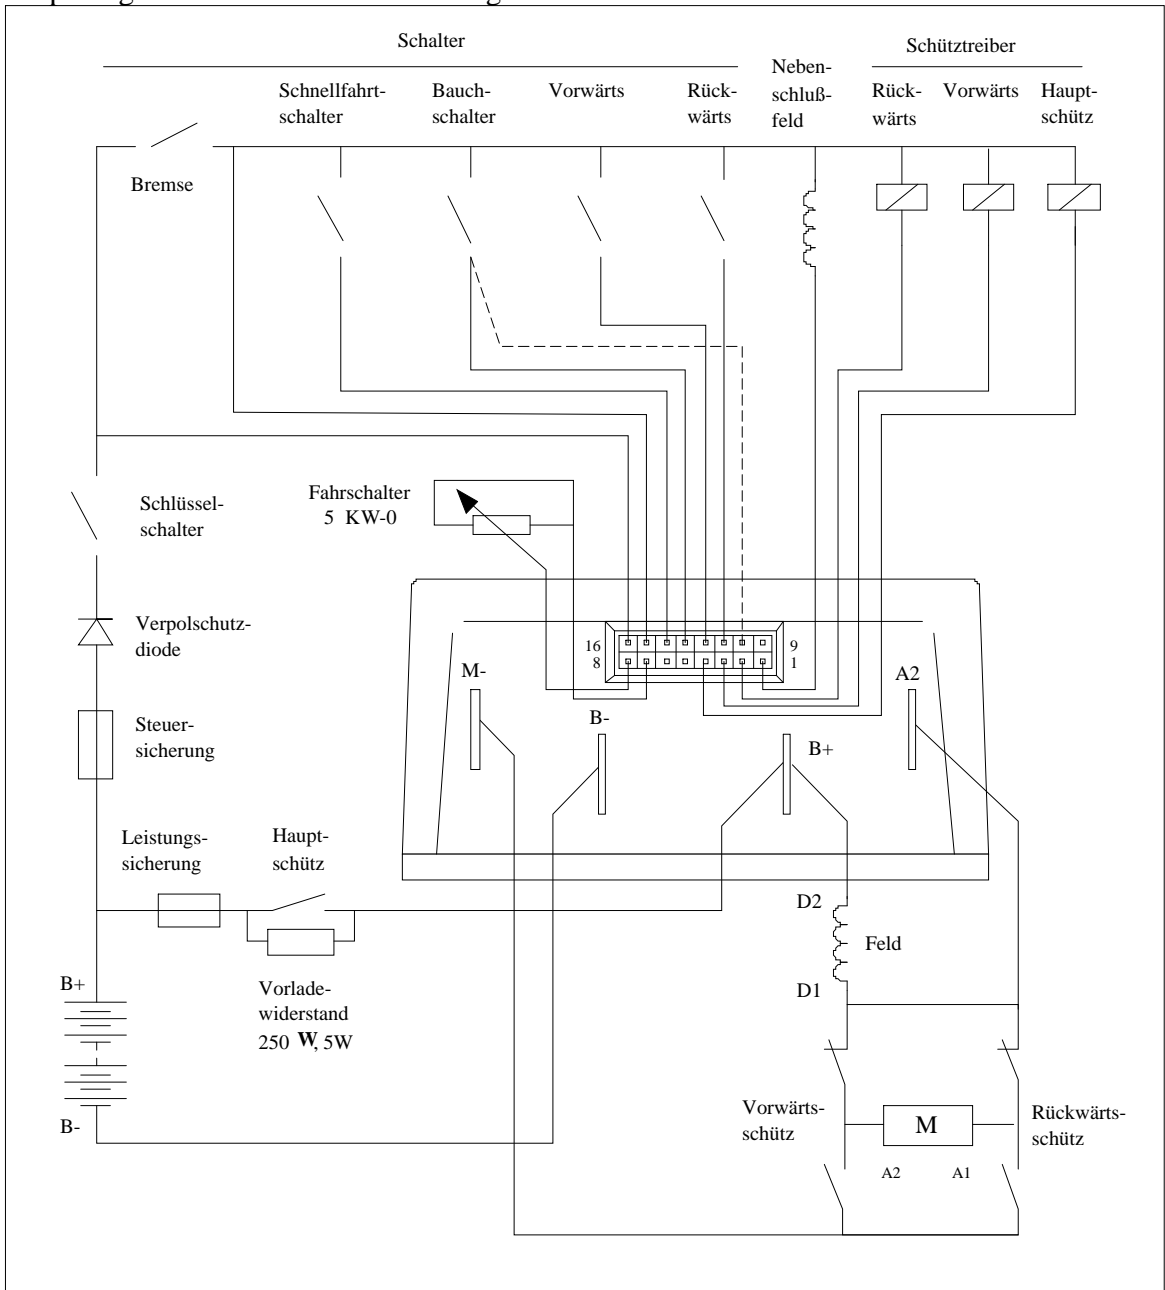 Schalter
Schütztreiber
Neben-
schluß-
feld
Schnellfahrt-
schalter
Bauch-
schalter
Vorwärts
Rück-
wärts
Rück-
wärts
Vorwärts
Haupt-
schütz
Bremse
Schlüssel-
schalter
Fahrschalter
5 KW-0
Verpolschutz-
diode
16
8
9
1
M-
A2
B-
B+
Steuer-
sicherung
Leistungs-
sicherung
Haupt-
schütz
D2
Feld
D1
B+
Vorlade-
widerstand
250 W, 5W
B-
Vorwärts-
schütz
M
Rückwärts-
schütz
A2
A1